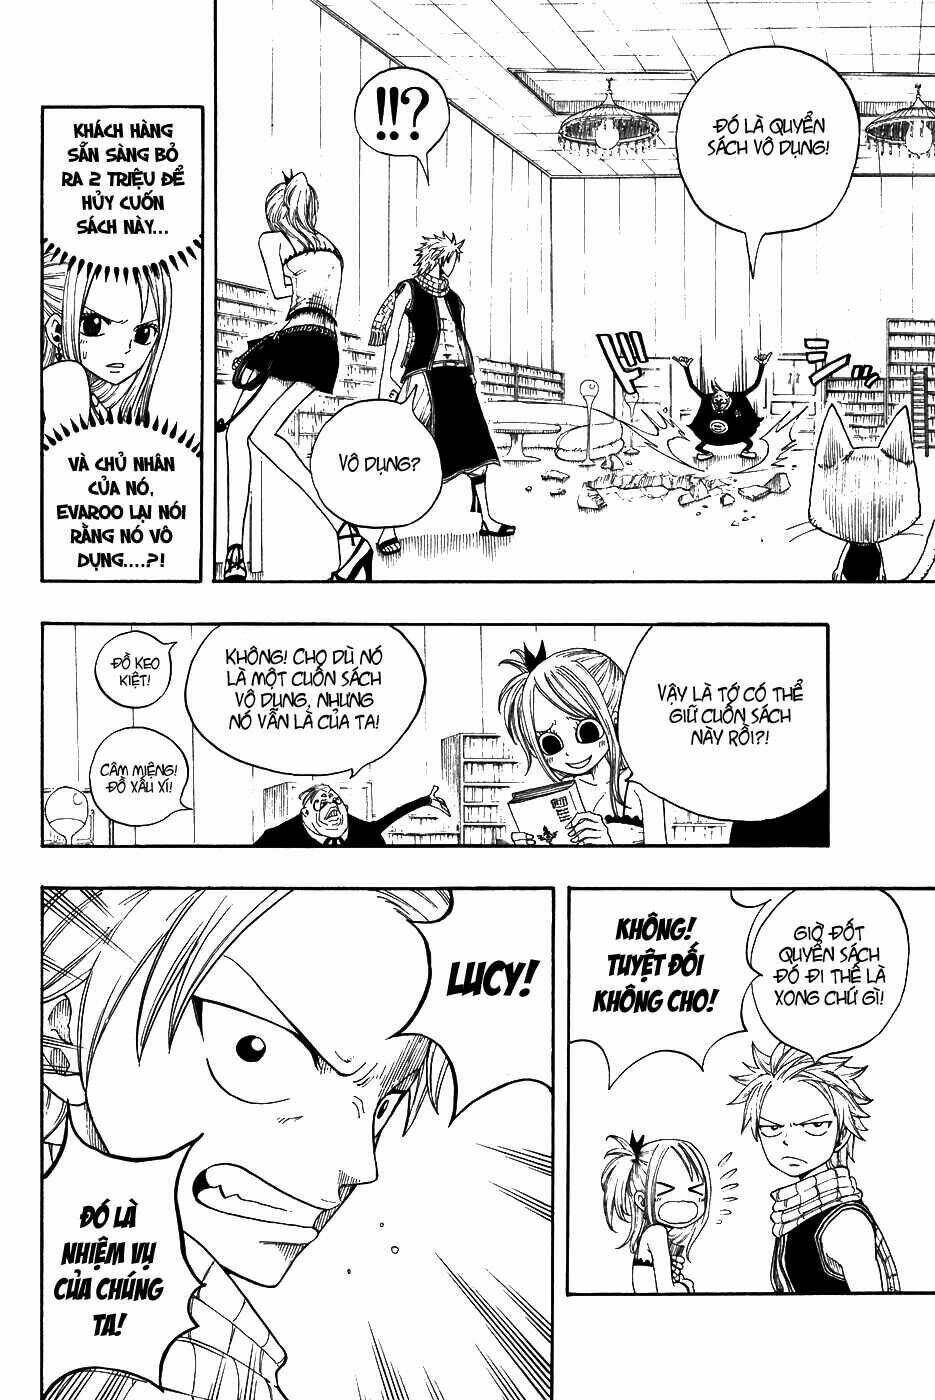 ĐÓ LÀ QUYỂN
SÁCH VÔ DỤNG!
!!?
VÔ DỤNG?
KHÁCH HÀNG
SẴN SÀNG BỎ
RA 2 TRIỆU ĐỂ
HỦY CUỐN
SÁCH NÀY...
VÀ CHỦ NHÂN
CỦA NÓ,
EVAROO LẠI NÓI
RẰNG NÓ VÔ
DỤNG....?!
VẬY LÀ TỚ CÓ THỂ
GIỮ CUỐN SÁCH
NÀY RỒI?!
KHÔNG! CHO DÙ NÓ
LÀ MỘT CUỐN SÁCH
VÔ DỤNG, NHƯNG
NÓ VẪN LÀ CỦA TA!
ĐỒ KEO
KIỆT!
CÂM MIỆNG!
ĐỒ XẤU XÍ!
GIỜ ĐỐT
QUYỂN SÁCH
ĐÓ ĐI THẾ LÀ
XONG CHỨ GÌ!
KHÔNG!
TUYỆT ĐỐI
KHÔNG CHO!
LUCY!
ĐÓ LÀ
NHIỆM VỤ
CỦA CHÚNG
TA!